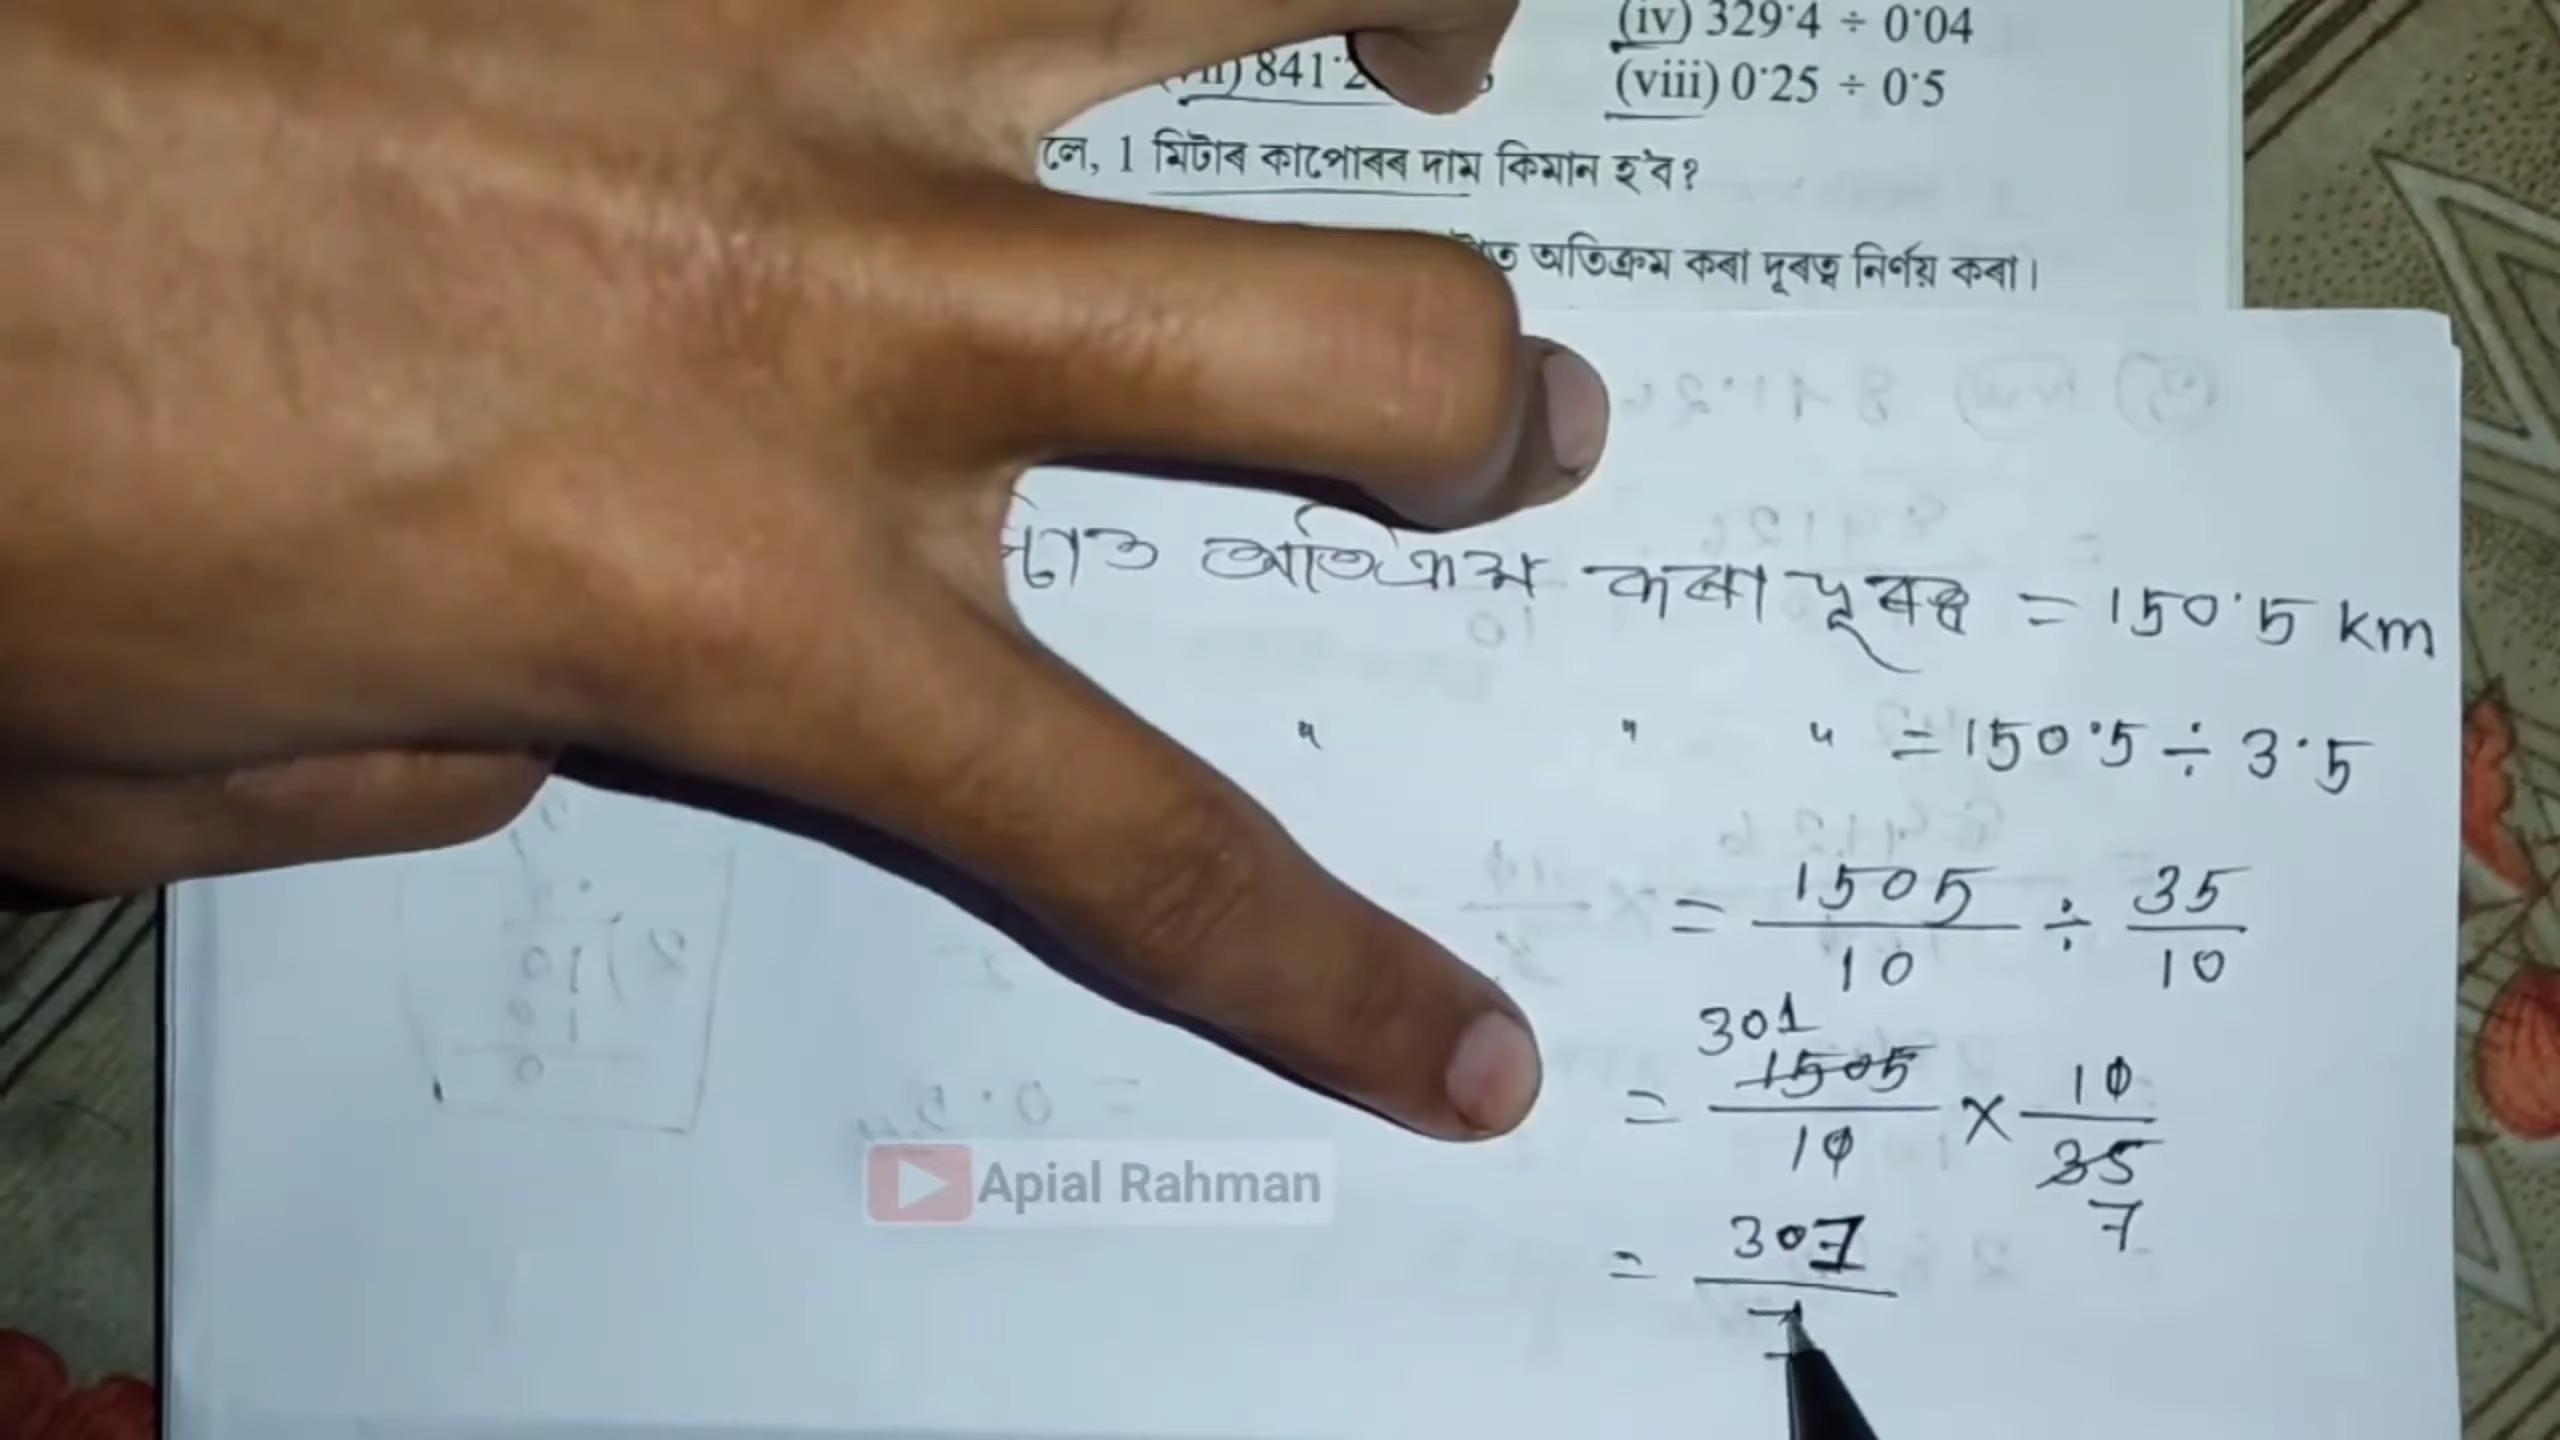 (iv) 329·4 ÷ 0·04
841·2
(viii) 0·25 ÷ 0·5
লে, 1 মিটাৰ কাপোৰৰ দাম কিমান হ'ব?
অতিক্ৰম কৰা দূৰত্ব নিৰ্ণয় কৰা।
টাত অতিক্ৰম কৰা দূৰত্ব = 150·5 km
" " " = 150·5 ÷ 3·5
= 1505/10 ÷ 35/10
301
= 1505/10 × 10/35
7
= 301/7
Apial Rahman